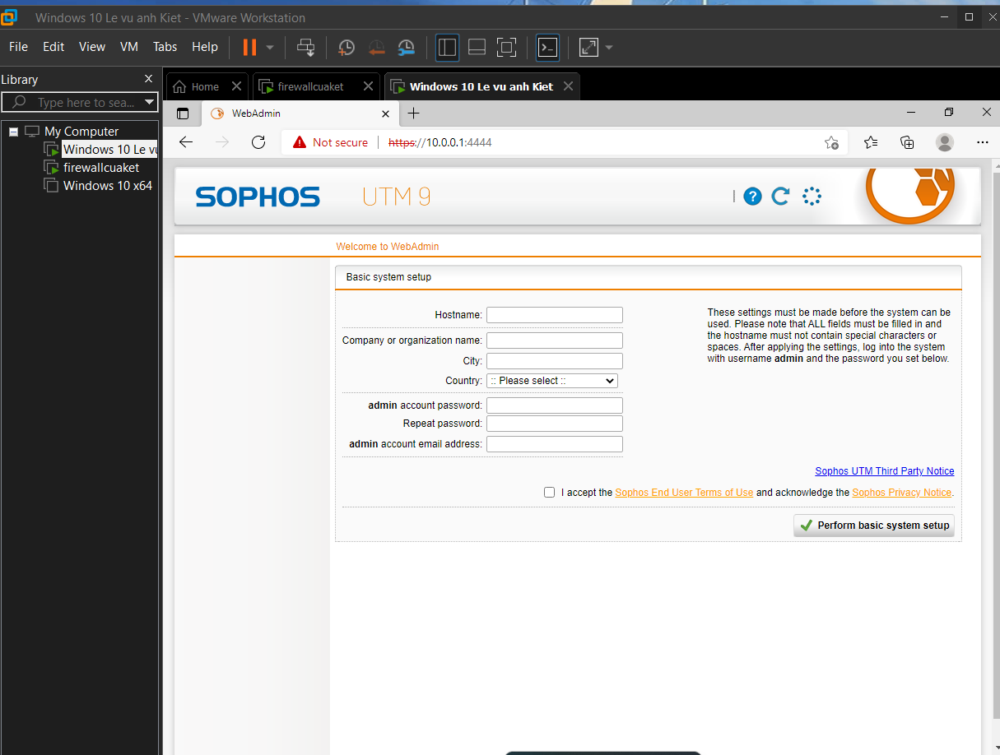 Windows 10 Le vu anh Kiet - VMware Workstation
File Edit View VM Tabs Help
Library
Type here to sea...
My Computer
Windows 10 Le vu
firewallcuaket
Windows 10 x64
Home
firewallcuaket
Windows 10 Le vu anh Kiet
WebAdmin
Not secure
https://10.0.0.1:4444
SOPHOS UTM 9
Welcome to WebAdmin
Basic system setup
Hostname:
Company or organization name:
City:
Country: :: Please select ::
admin account password:
Repeat password:
admin account email address:
These settings must be made before the system can be
used. Please note that ALL fields must be filled in and
the hostname must not contain special characters or
spaces. After applying the settings, log into the system
with username admin and the password you set below.
Sophos UTM Third Party Notice
I accept the Sophos End User Terms of Use and acknowledge the Sophos Privacy Notice.
Perform basic system setup